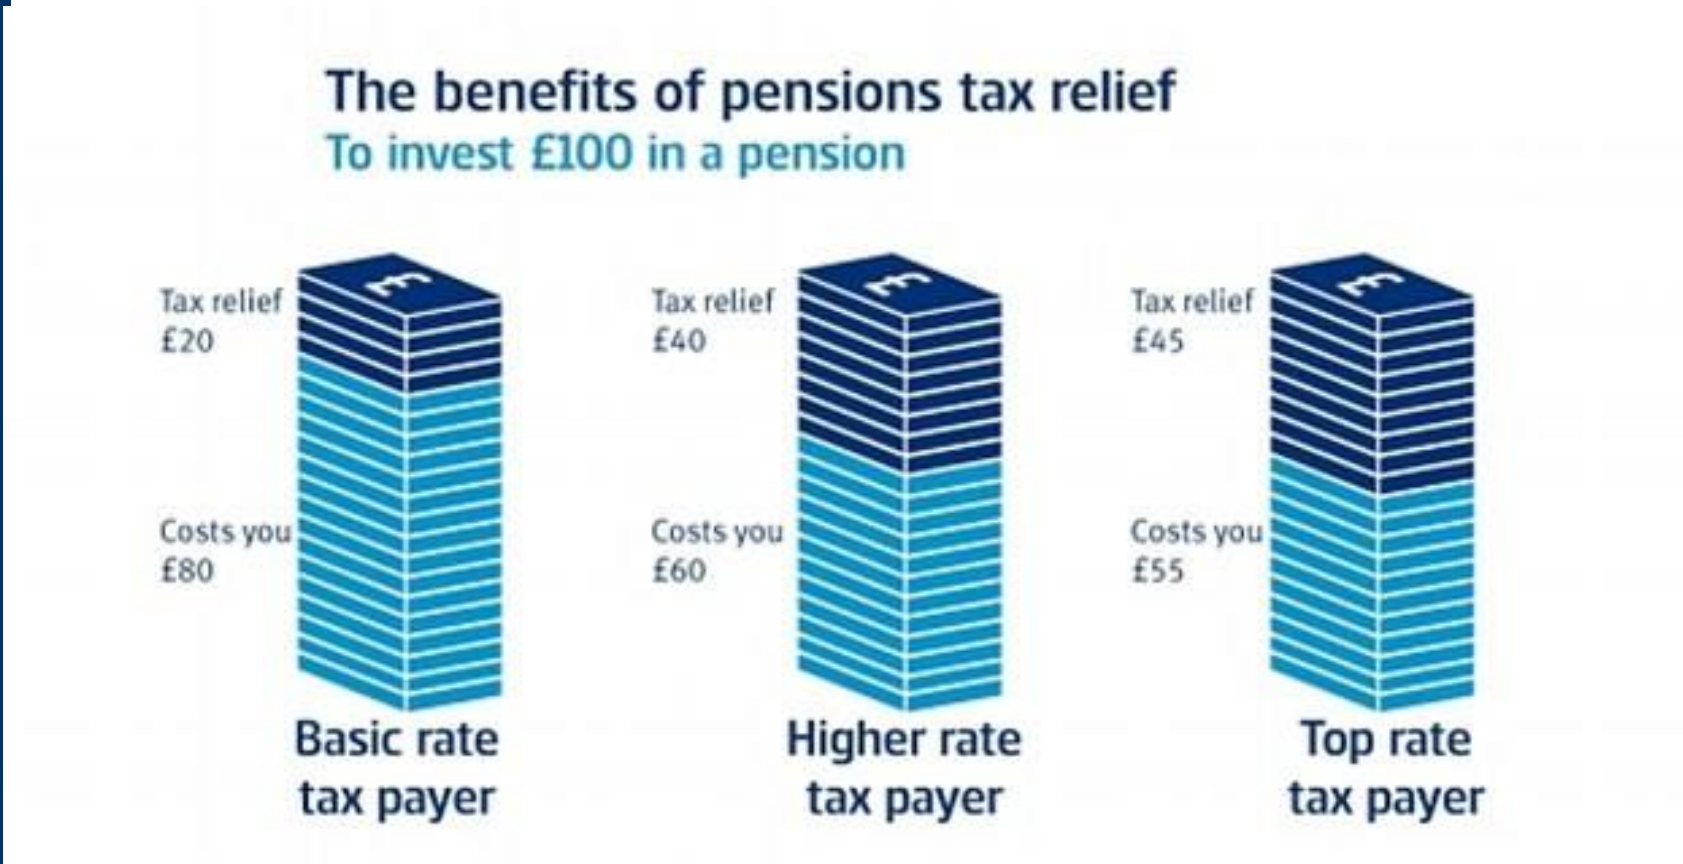 The benefits of pensions tax relief
To invest £100 in a pension
£
Tax relief
£20
Costs you
£80
Basic rate
tax payer
£
Tax relief
£40
Costs you
£60
Higher rate
tax payer
£
Tax relief
£45
Costs you
£55
Top rate
tax payer